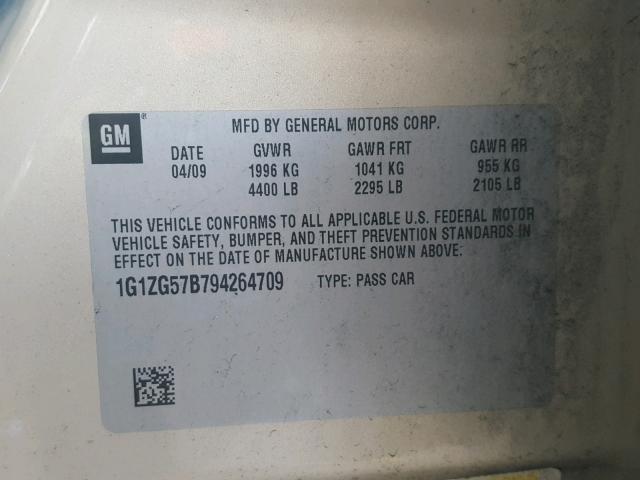 GM®
MFD BY GENERAL MOTORS CORP.
DATE GVWR GAWR FRT GAWR RR
04/09 1996 KG 1041 KG 955 KG
4400 LB 2295 LB 2105 LB
THIS VEHICLE CONFORMS TO ALL APPLICABLE U.S. FEDERAL MOTOR
VEHICLE SAFETY, BUMPER, AND THEFT PREVENTION STANDARDS IN
EFFECT ON THE DATE OF MANUFACTURE SHOWN ABOVE.
1G1ZG57B794264709 TYPE: PASS CAR